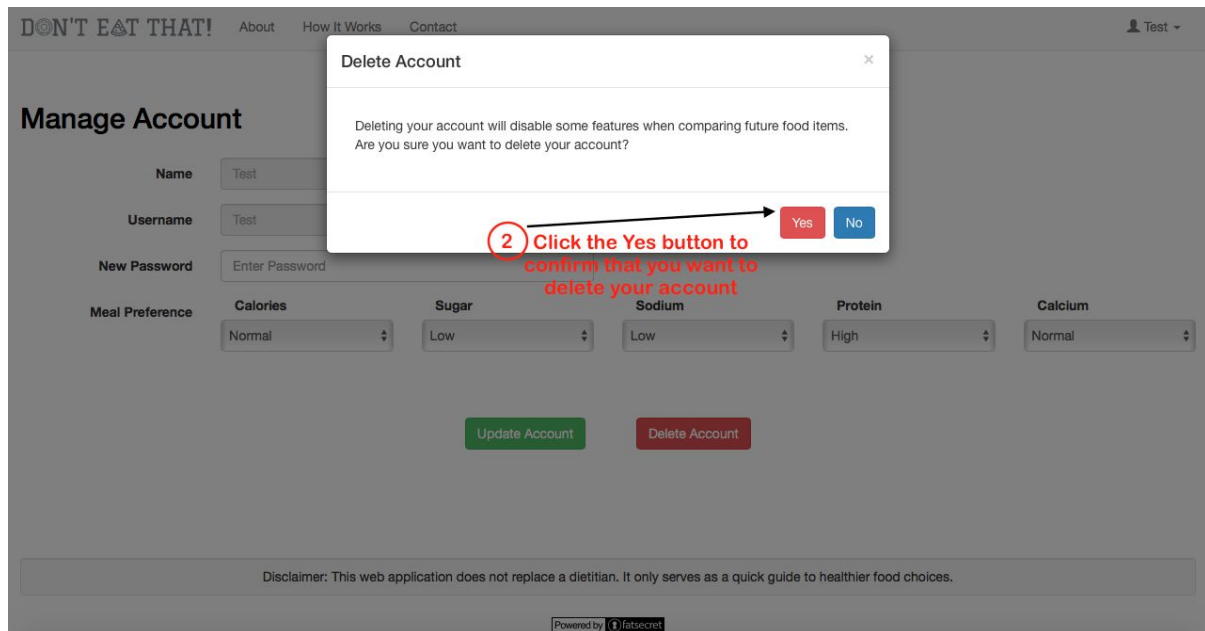 DON'T EAT THAT! About How It Works Contact Test
Delete Account ×
Deleting your account will disable some features when comparing future food items.
Are you sure you want to delete your account?
Yes No
Manage Account
Name Test
Username Test
2 Click the Yes button to
confirm that you want to
delete your account
New Password Enter Password
Meal Preference Calories Sugar Sodium Protein Calcium
Normal Low Low High Normal
Update Account Delete Account
Disclaimer: This web application does not replace a dietitian. It only serves as a quick guide to healthier food choices.
Powered by fatsecret